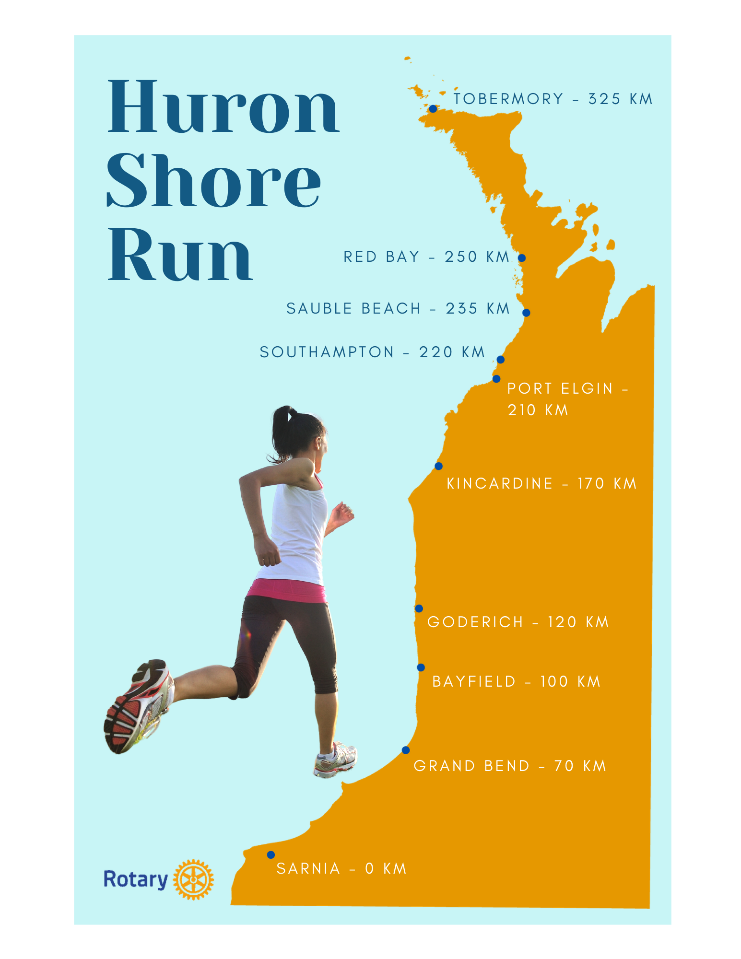 Huron
Shore
Run
TOBERMORY - 325 KM
RED BAY - 250 KM
SAUBLE BEACH - 235 KM
SOUTHAMPTON - 220 KM
PORT ELGIN -
210 KM
KINCARDINE - 170 KM
GODERICH - 120 KM
BAYFIELD - 100 KM
GRAND BEND - 70 KM
SARNIA - 0 KM
Rotary